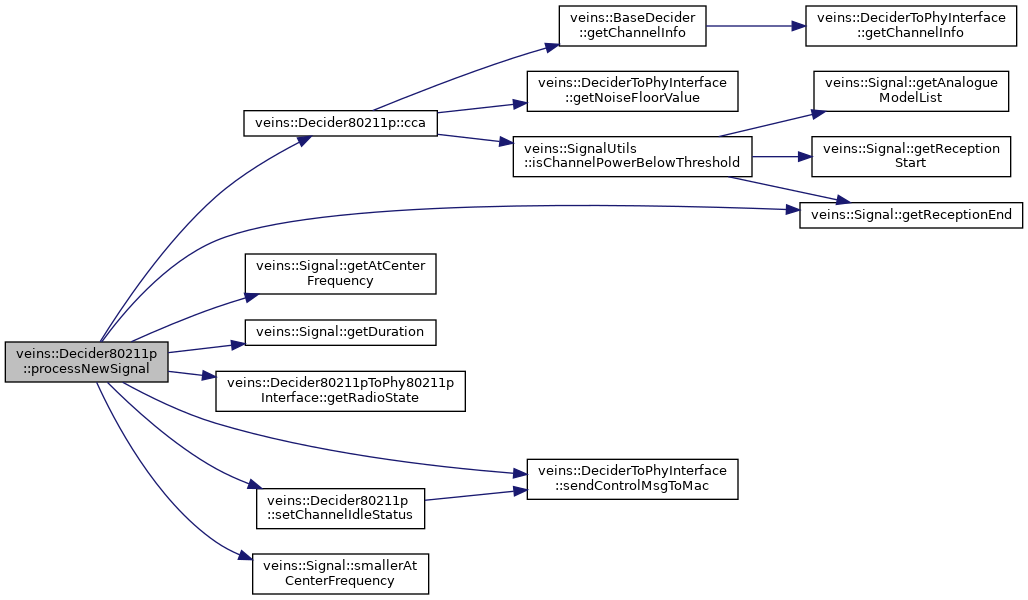 veins::BaseDecider
::getChannelInfo
veins::DeciderToPhyInterface
::getChannelInfo
veins::DeciderToPhyInterface
::getNoiseFloorValue
veins::Signal::getAnalogue
ModelList
veins::Decider80211p::cca
veins::SignalUtils
::isChannelPowerBelowThreshold
veins::Signal::getReception
Start
veins::Signal::getReceptionEnd
veins::Signal::getAtCenter
Frequency
veins::Signal::getDuration
veins::Decider80211p
::processNewSignal
veins::Decider80211pToPhy80211p
Interface::getRadioState
veins::DeciderToPhyInterface
::sendControlMsgToMac
veins::Decider80211p
::setChannelIdleStatus
veins::Signal::smallerAt
CenterFrequency